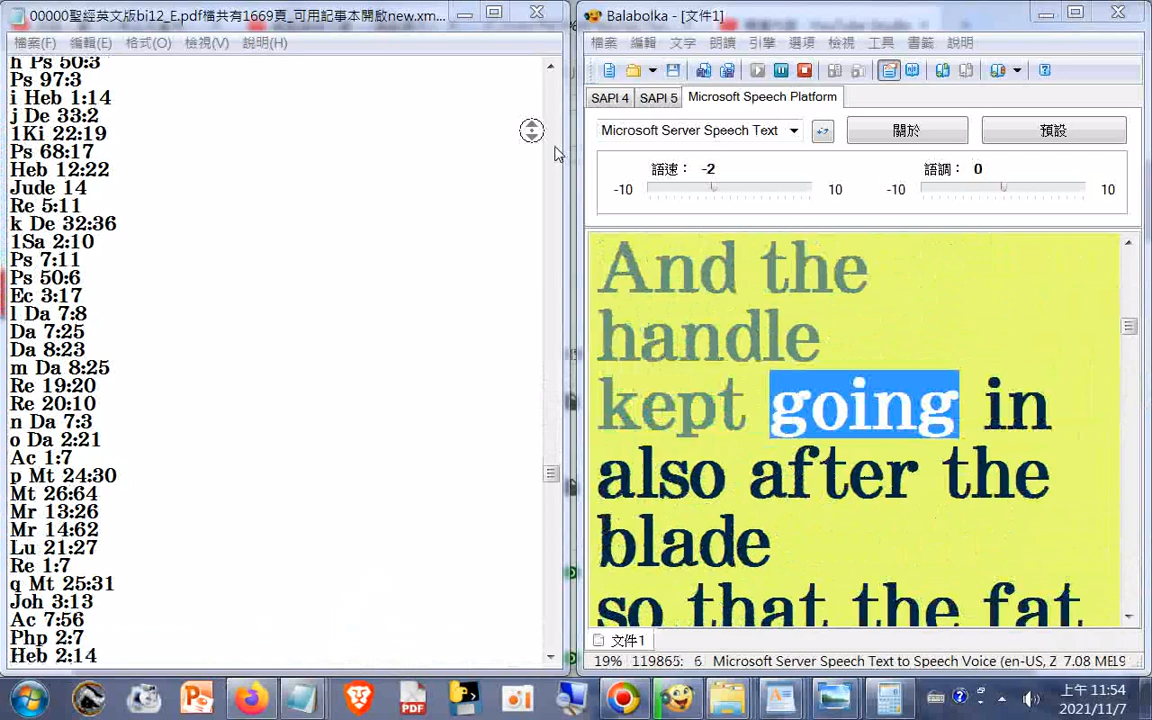 00000聖經英文版bi12_E.pdf檔共有1669頁_可用記事本開啟new.xm...
檔案(F) 編輯(E) 格式(O) 檢視(V) 說明(H)
h Ps 50:3
Ps 97:3
i Heb 1:14
j De 33:2
1Ki 22:19
Ps 68:17
Heb 12:22
Jude 14
Re 5:11
k De 32:36
1Sa 2:10
Ps 7:11
Ps 50:6
Ec 3:17
l Da 7:8
Da 7:25
Da 8:23
m Da 8:25
Re 19:20
Re 20:10
n Da 7:3
o Da 2:21
Ac 1:7
p Mt 24:30
Mt 26:64
Mr 13:26
Mr 14:62
Lu 21:27
Re 1:7
q Mt 25:31
Joh 3:13
Ac 7:56
Php 2:7
Heb 2:14
Balabolka - [文件1]
檔案 編輯 文字 朗讀 引擎 選項 檢視 工具 書籤 說明
SAPI 4 SAPI 5 Microsoft Speech Platform
Microsoft Server Speech Text 關於 預設
語速： -2 語調： 0
-10 10 -10 10
And the
handle
kept going in
also after the
blade
so that the fat
文件1
19% 119865: 6 Microsoft Server Speech Text to Speech Voice (en-US, Z 7.08 ME
上午 11:54
2021/11/7